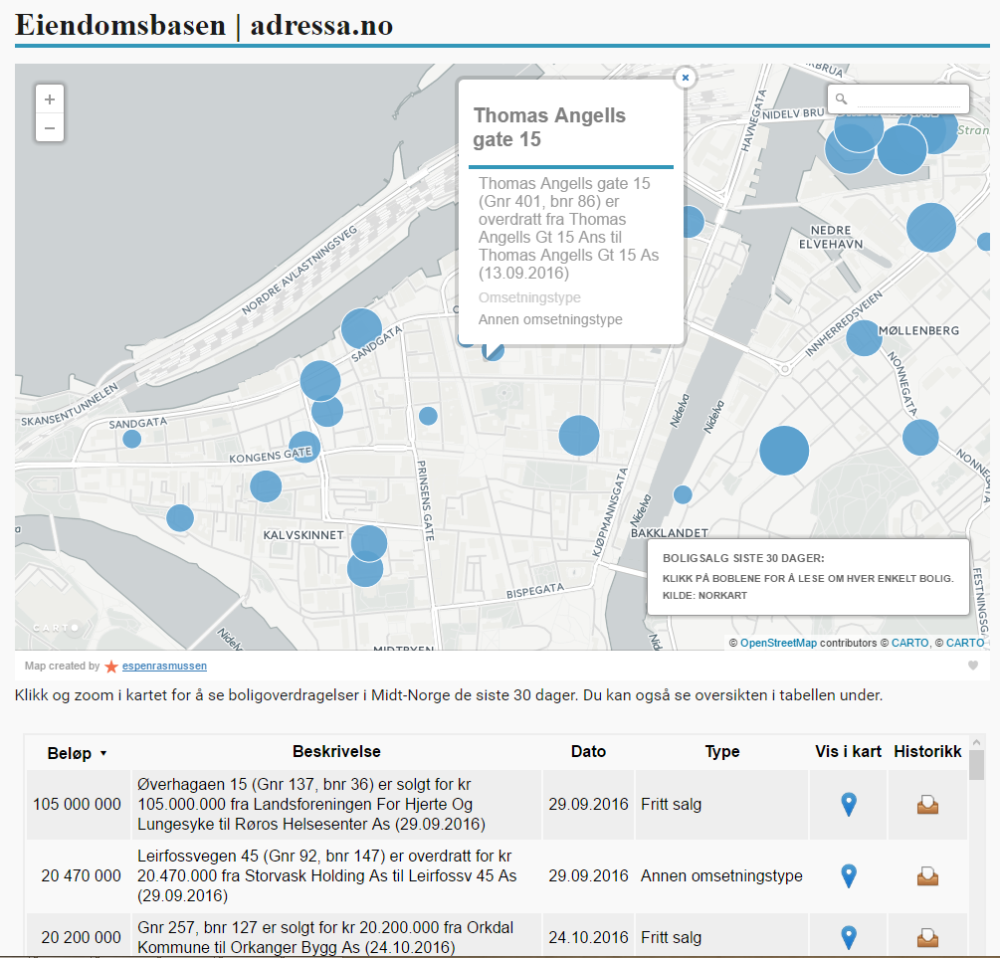 Eiendomsbasen | adressa.no
+
−
Thomas Angells
gate 15
Thomas Angells gate 15
(Gnr 401, bnr 86) er
overdratt fra Thomas
Angells Gt 15 Ans til
Thomas Angells Gt 15 As
(13.09.2016)
Omsetningstype
Annen omsetningstype
HAVNEGATA
NIDELV BRU
NEDRE
ELVEHAVN
NORDRE AVLASTNINGSVEG
SANDGATA
INNHERREDSVEIEN
MØLLENBERG
NONNEGATA
SKANSENTUNNELEN
SANDGATA
Nidelva
Nidelva
KONGENS GATE
PRINSENS GATE
KJØPMANNSGATA
NONNEGATA
Nidelva
KALVSKINNET
BAKKLANDET
BISPEGATA
BOLIGSALG SISTE 30 DAGER:
KLIKK PÅ BOBLENE FOR Å LESE OM HVER ENKELT BOLIG.
KILDE: NORKART
CARTO
Nidelva
MIDTBYEN
Nidelva
© OpenStreetMap contributors © CARTO, © CARTO
Map created by espenrasmussen
Klikk og zoom i kartet for å se boligoverdragelser i Midt-Norge de siste 30 dager. Du kan også se oversikten i tabellen under.
Beløp ▼ Beskrivelse Dato Type Vis i kart Historikk
Øverhagaen 15 (Gnr 137, bnr 36) er solgt for kr
105 000 000 105.000.000 fra Landsforeningen For Hjerte Og 29.09.2016 Fritt salg
Lungesyke til Røros Helsesenter As (29.09.2016)
Leirfossvegen 45 (Gnr 92, bnr 147) er overdratt for kr
20 470 000 20.470.000 fra Storvask Holding As til Leirfossv 45 As 29.09.2016 Annen omsetningstype
(29.09.2016)
Gnr 257, bnr 127 er solgt for kr 20.200.000 fra Orkdal
20 200 000 Kommune til Orkanger Bygg As (24.10.2016) 24.10.2016 Fritt salg